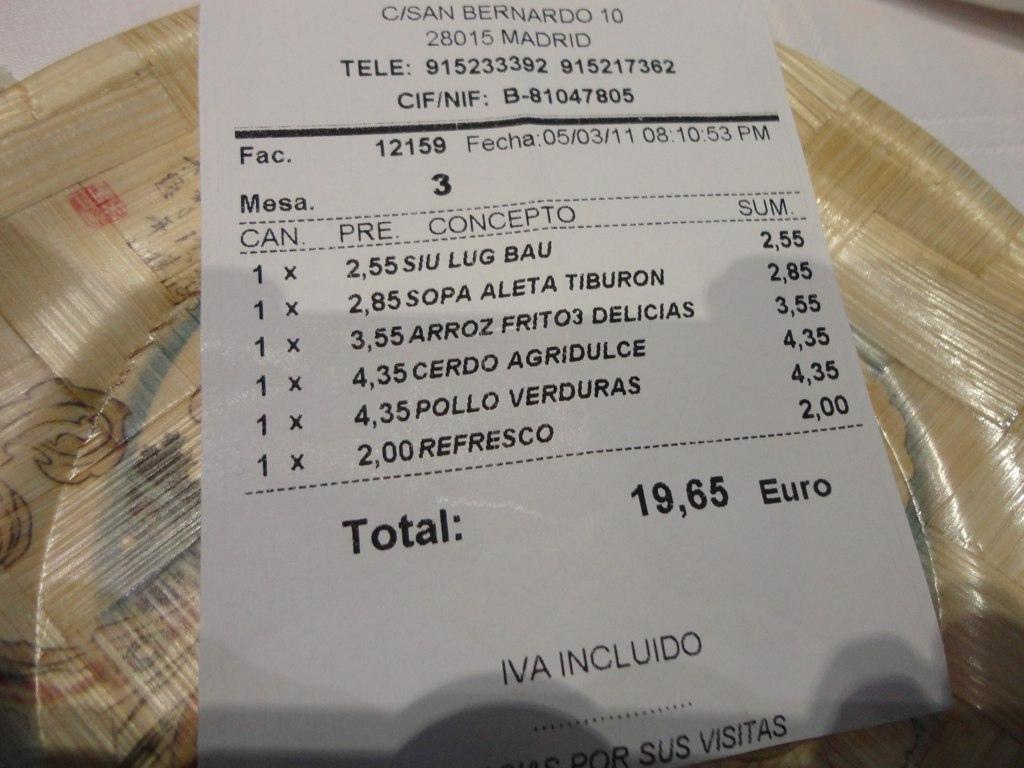 C/SAN BERNARDO 10
28015 MADRID
TELE: 915233392 915217362
CIF/NIF: B-81047805
Fac. 12159 Fecha:05/03/11 08:10:53 PM
Mesa. 3
CAN. PRE. CONCEPTO SUM.
1 x 2,55 SIU LUG BAU 2,55
1 x 2,85 SOPA ALETA TIBURON 2,85
1 x 3,55 ARROZ FRITO3 DELICIAS 3,55
1 x 4,35 CERDO AGRIDULCE 4,35
1 x 4,35 POLLO VERDURAS 4,35
1 x 2,00 REFRESCO 2,00
Total: 19,65 Euro
IVA INCLUIDO
POR SUS VISITAS